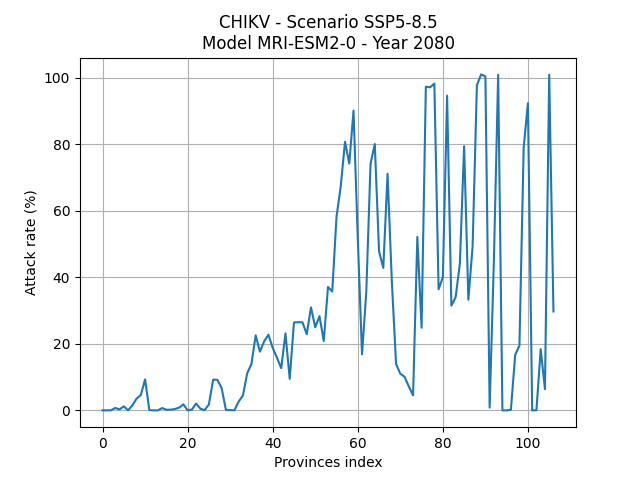 CHIKV - Scenario SSP5-8.5
Model MRI-ESM2-0 - Year 2080
Attack rate (%)
100
80
60
40
20
0
0 20 40 60 80 100
Provinces index